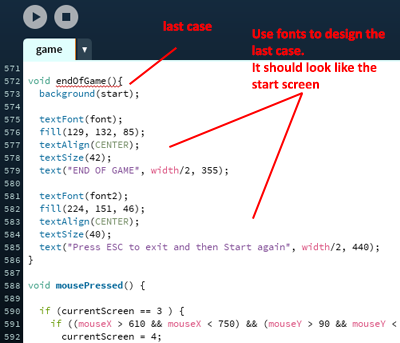 last case
Use fonts to design the
last case.
It should look like the
start screen
game
571
572 void endOfGame(){
573 background(start);
574
575 textFont(font);
576 fill(129, 132, 85);
577 textAlign(CENTER);
578 textSize(42);
579 text("END OF GAME", width/2, 355);
580
581 textFont(font2);
582 fill(224, 151, 46);
583 textAlign(CENTER);
584 textSize(40);
585 text("Press ESC to exit and then Start again", width/2, 440);
586 }
587
588 void mousePressed() {
589
590 if (currentScreen == 3 ) {
591 if ((mouseX > 610 && mouseX < 750) && (mouseY > 90 && mouseY <
592 currentScreen = 4;